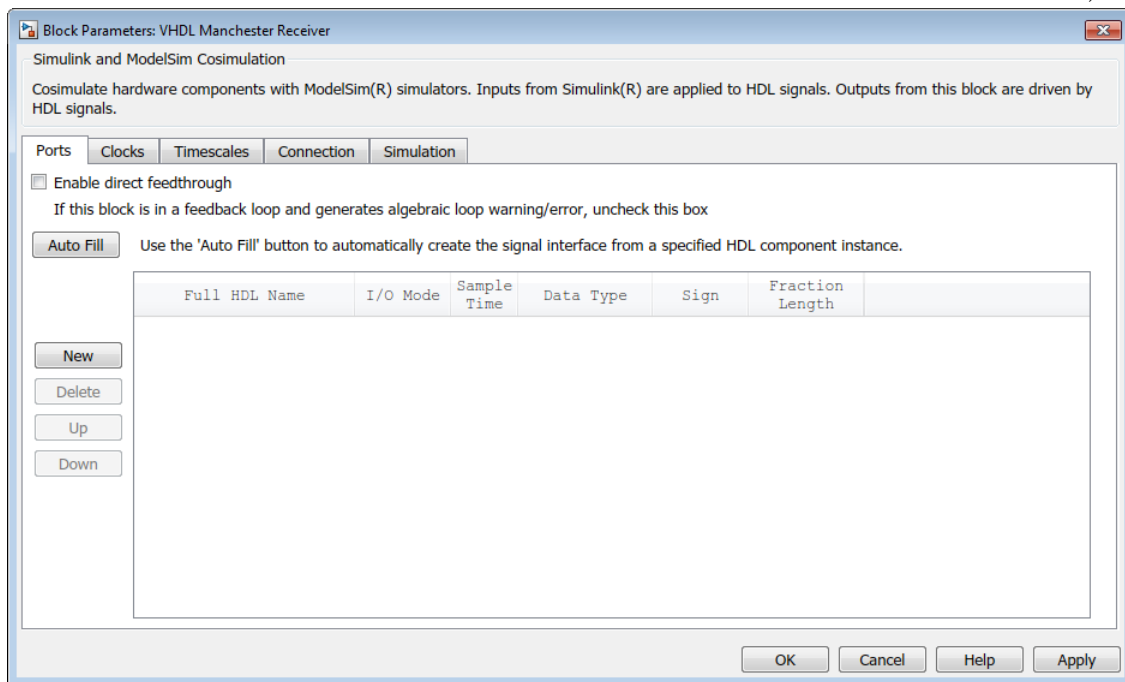 Block Parameters: VHDL Manchester Receiver
Simulink and ModelSim Cosimulation
Cosimulate hardware components with ModelSim(R) simulators. Inputs from Simulink(R) are applied to HDL signals. Outputs from this block are driven by
HDL signals.
Ports Clocks Timescales Connection Simulation
Enable direct feedthrough
If this block is in a feedback loop and generates algebraic loop warning/error, uncheck this box
Auto Fill Use the 'Auto Fill' button to automatically create the signal interface from a specified HDL component instance.
Full HDL Name I/O Mode Sample Time Data Type Sign Fraction Length
New
Delete
Up
Down
OK Cancel Help Apply